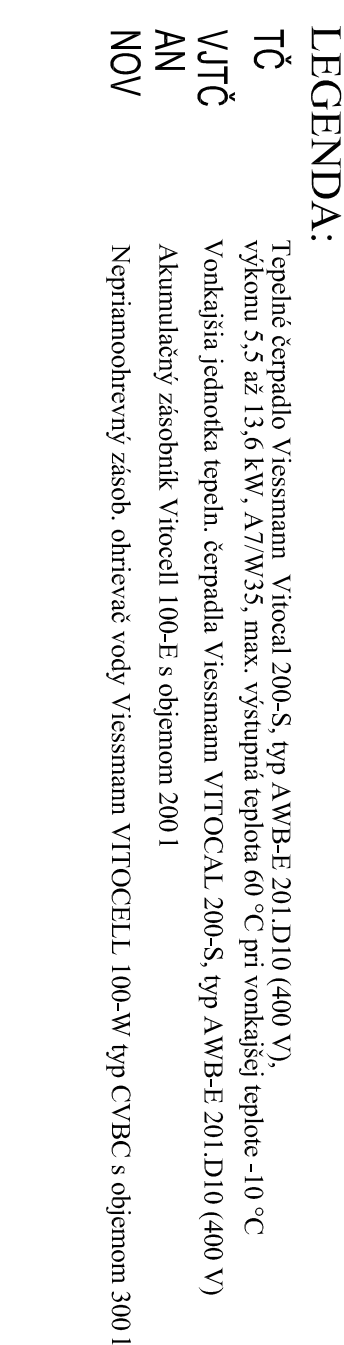 LEGENDA:
TČ Tepelné čerpadlo Viessmann Vitocal 200-S, typ AWB-E 201.D10 (400 V),
výkonu 5,5 až 13,6 kW, A7/W35, max. výstupná teplota 60 °C pri vonkajšej teplote -10 °C
VJTČ Vonkajšia jednotka tepeln. čerpadla Viessmann VITOCAL 200-S, typ AWB-E 201.D10 (400 V)
AN Akumulačný zásobník Vitocell 100-E s objemom 200 l
NOV Nepriamoohrevný zásob. ohrievač vody Viessmann VITOCELL 100-W typ CVBC s objemom 300 l